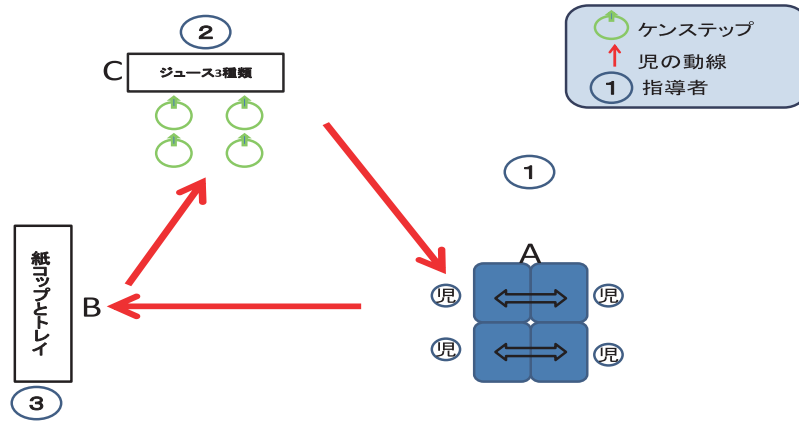 ②
C
ジュース3種類
ケンステップ
児の動線
① 指導者
①
A
紙コップとトレイ
B
児
児
児
児
③